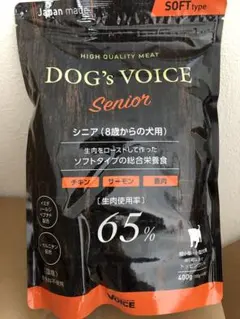 Japan made
SOFT type
HIGH QUALITY MEAT
DOG's VOICE
Senior
シニア(8歳からの犬用)
生肉をローストして作った
ソフトタイプの総合栄養食
チキン サーモン 鹿肉
[生肉使用率]
65%
400g
VOICE